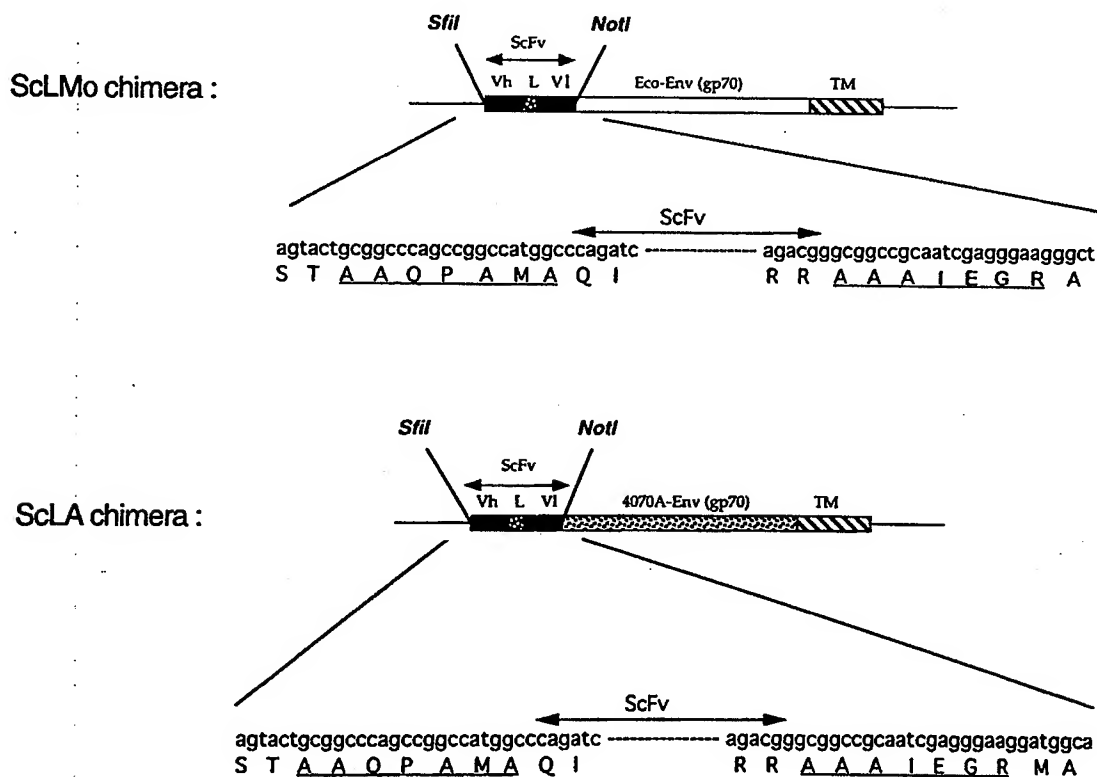 SfiI NotI
ScFv
Vh L Vl Eco-Env (gp70) TM
ScLMo chimera :
ScFv
agtactgcggcccagccggccatggcccagatc ---------- agacgggcggccgcaatcgagggaagggct
S T A A Q P A M A Q I R R A A A I E G R A
SfiI NotI
ScFv
Vh L Vl 4070A-Env (gp70) TM
ScLA chimera :
ScFv
agtactgcggcccagccggccatggcccagatc ---------- agacgggcggccgcaatcgagggaaggatggca
S T A A Q P A M A Q I R R A A A I E G R M A